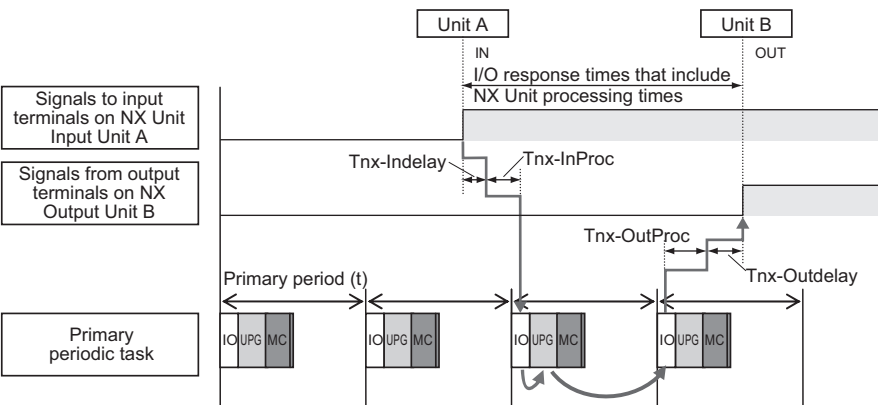 Unit A
Unit B
IN
OUT
I/O response times that include
NX Unit processing times
Signals to input
terminals on NX Unit
Input Unit A
Tnx-Indelay
Tnx-InProc
Signals from output
terminals on NX
Output Unit B
Tnx-OutProc
Tnx-Outdelay
Primary period (t)
Primary
periodic task
IO UPG MC
IO UPG MC
IO UPG MC
IO UPG MC